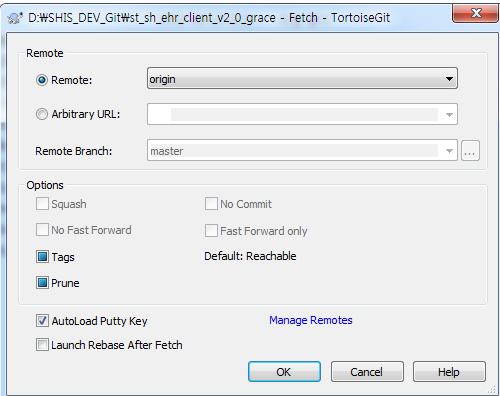 D:₩SHIS_DEV_Git₩st_sh_ehr_client_v2_0_grace - Fetch - TortoiseGit
Remote
Remote: origin
Arbitrary URL:
Remote Branch: master ...
Options
Squash No Commit
No Fast Forward Fast Forward only
Tags Default: Reachable
Prune
AutoLoad Putty Key Manage Remotes
Launch Rebase After Fetch
OK Cancel Help